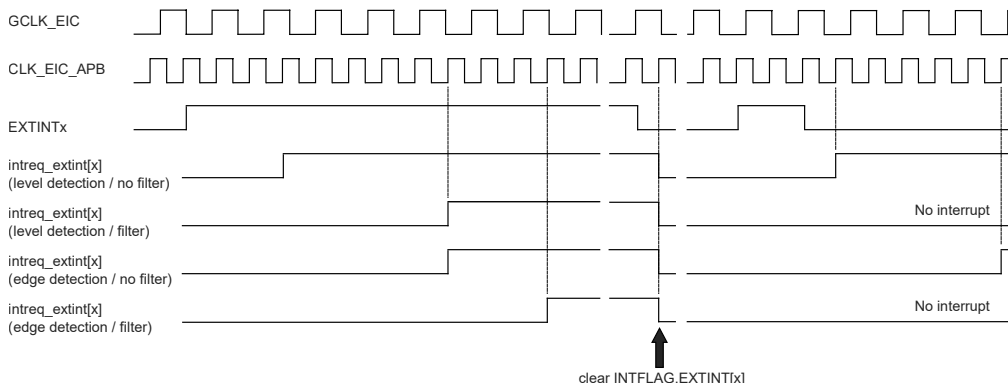 GCLK_EIC
CLK_EIC_APB
EXTINTx
intreq_extint[x]
(level detection / no filter)
intreq_extint[x]
(level detection / filter)
No interrupt
intreq_extint[x]
(edge detection / no filter)
intreq_extint[x]
(edge detection / filter)
No interrupt
clear INTFLAG.EXTINT[x]